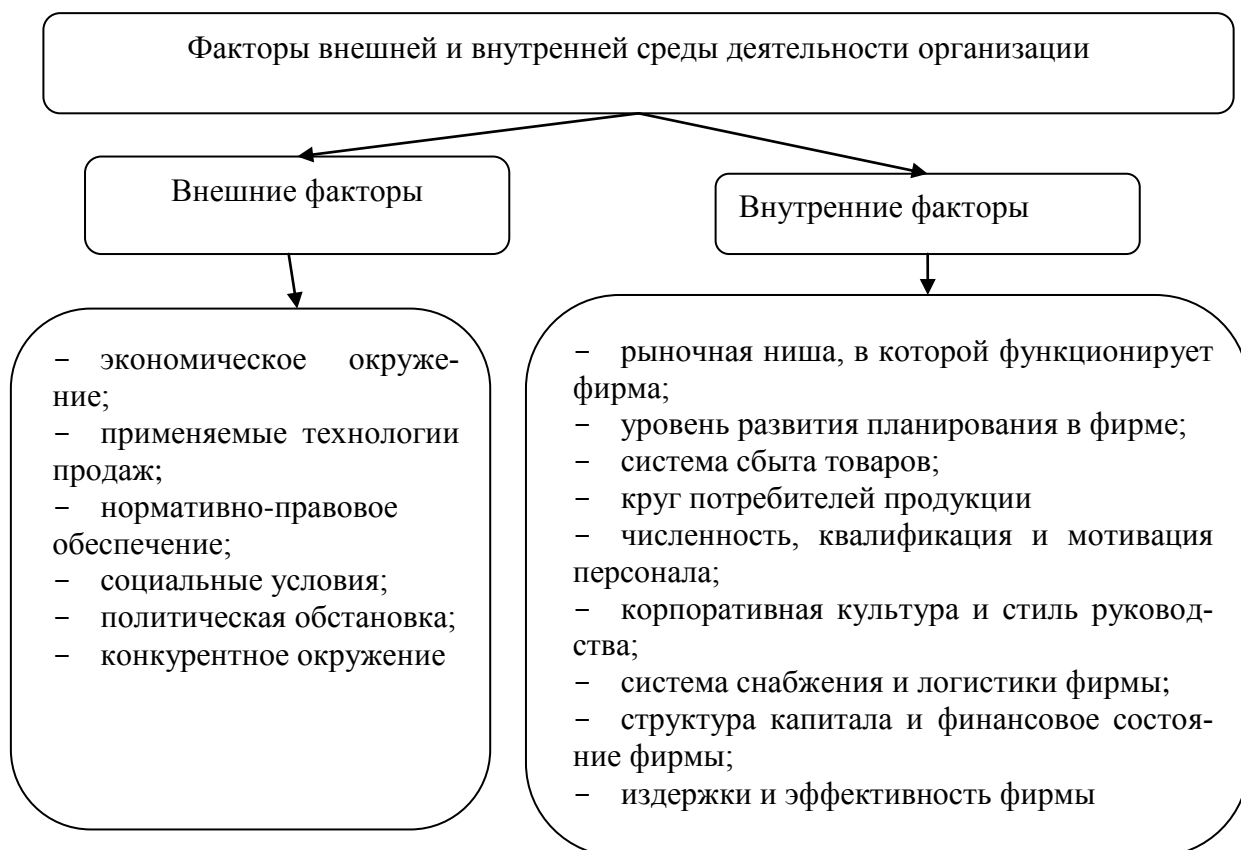 Факторы внешней и внутренней среды деятельности организации
Внешние факторы
Внутренние факторы
− экономическое окруже-
ние;
− применяемые технологии
продаж;
− нормативно-правовое
обеспечение;
− социальные условия;
− политическая обстановка;
− конкурентное окружение
− рыночная ниша, в которой функционирует
фирма;
− уровень развития планирования в фирме;
− система сбыта товаров;
− круг потребителей продукции
− численность, квалификация и мотивация
персонала;
− корпоративная культура и стиль руковод-
ства;
− система снабжения и логистики фирмы;
− структура капитала и финансовое состоя-
ние фирмы;
− издержки и эффективность фирмы